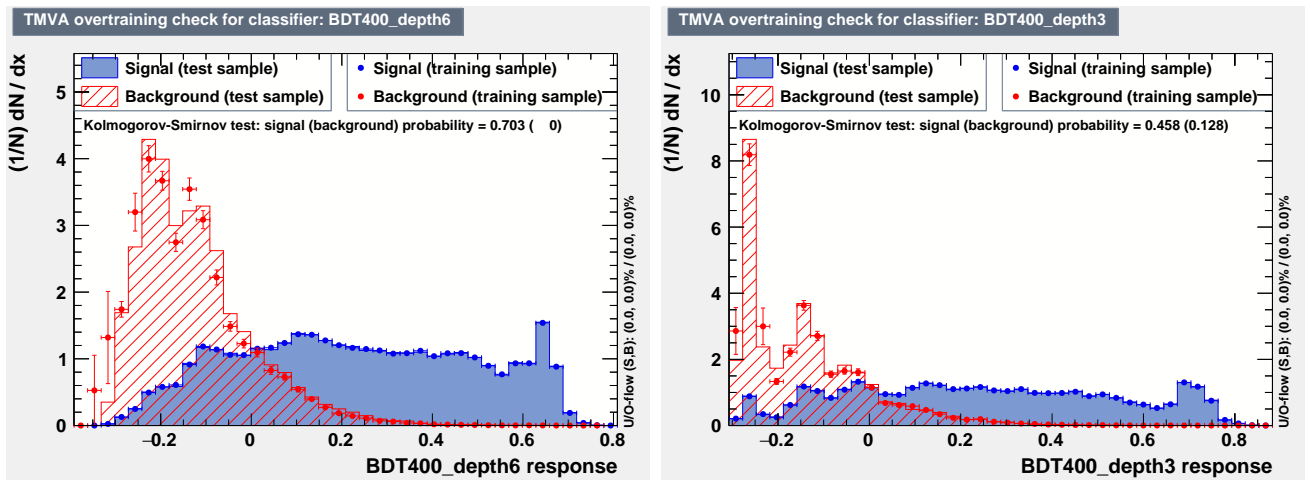 TMVA overtraining check for classifier: BDT400_depth6
(1/N) dN / dx
Signal (test sample)
Background (test sample)
Signal (training sample)
Background (training sample)
Kolmogorov-Smirnov test: signal (background) probability = 0.703 (    0)
5
4
3
2
1
0
−0.2
0
0.2
0.4
0.6
0.8
BDT400_depth6 response
U/O-flow (S,B): (0.0, 0.0)% / (0.0, 0.0)%
TMVA overtraining check for classifier: BDT400_depth3
(1/N) dN / dx
Signal (test sample)
Background (test sample)
Signal (training sample)
Background (training sample)
Kolmogorov-Smirnov test: signal (background) probability = 0.458 (0.128)
10
8
6
4
2
0
−0.2
0
0.2
0.4
0.6
0.8
BDT400_depth3 response
U/O-flow (S,B): (0.0, 0.0)% / (0.0, 0.0)%